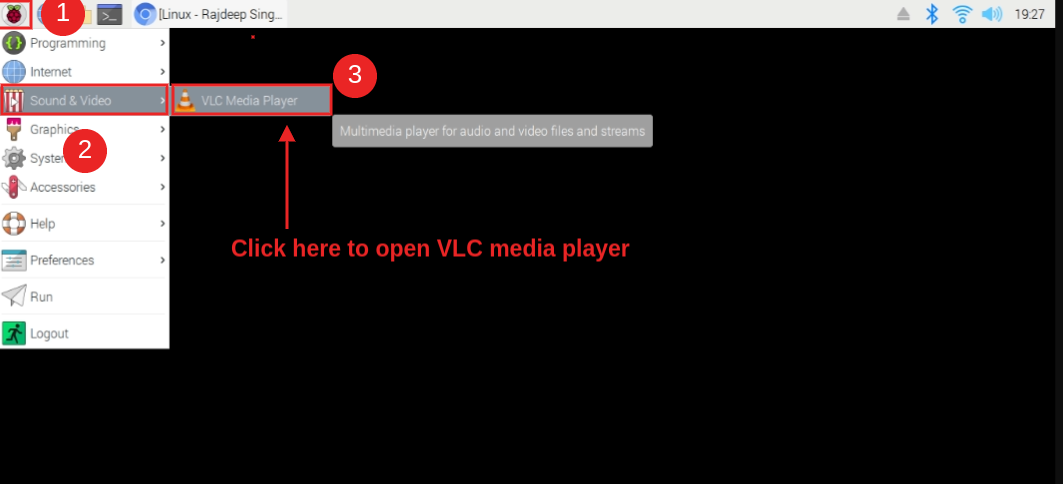 1
[Linux - Rajdeep Sing...
19:27
Programming
Internet
Sound & Video
VLC Media Player
3
Multimedia player for audio and video files and streams
Graphics
2
Accessories
Help
Click here to open VLC media player
Preferences
Run
Logout